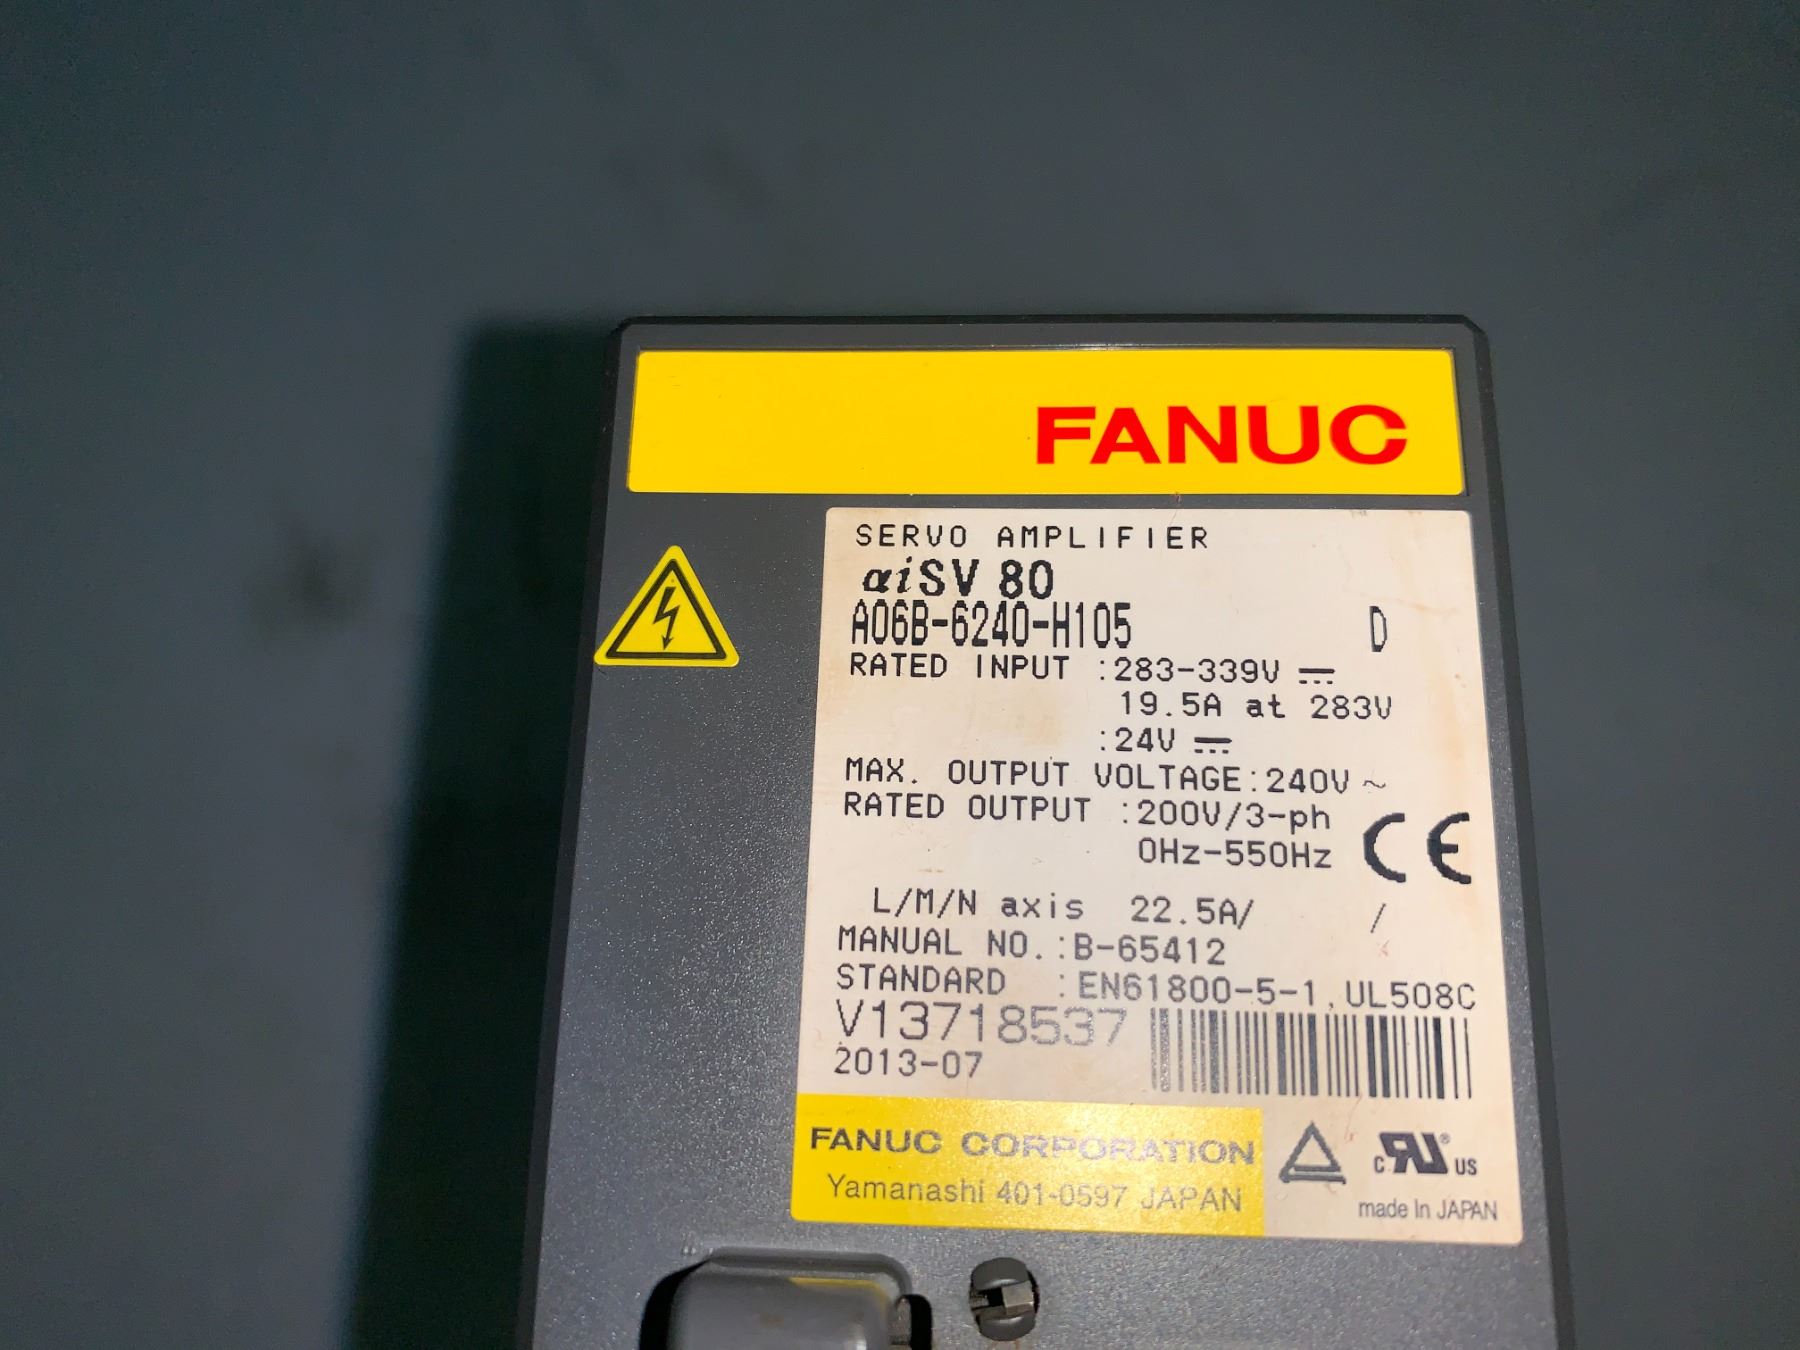 FANUC
SERVO AMPLIFIER
αiSV 80
A06B-6240-H105 D
RATED INPUT :283-339V ⎓
19.5A at 283V
:24V ⎓
MAX. OUTPUT VOLTAGE:240V ~
RATED OUTPUT :200V/3-ph
0Hz-550Hz
CE
L/M/N axis 22.5A/ /
MANUAL NO.:B-65412
STANDARD :EN61800-5-1,UL508C
V13718537
2013-07
FANUC CORPORATION
Yamanashi 401-0597 JAPAN
c RU ® US
made in JAPAN